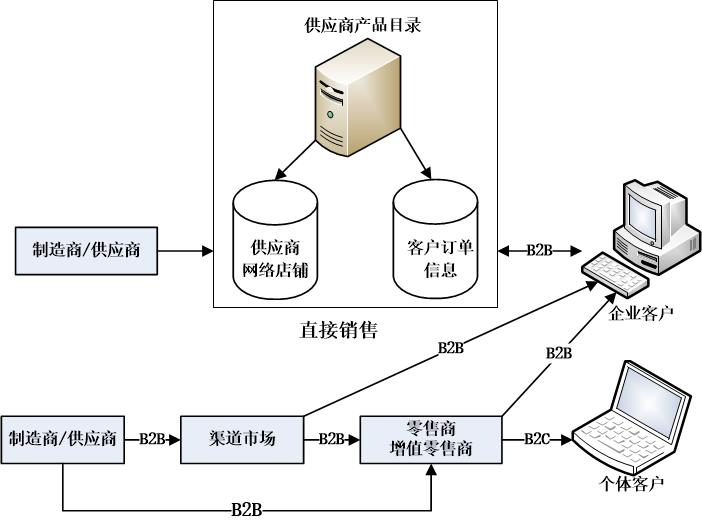 供应商产品目录
供应商
网络店铺
客户订单
信息
制造商/供应商
B2B
企业客户
直接销售
B2B
B2B
制造商/供应商
B2B
渠道市场
B2B
零售商
增值零售商
B2C
个体客户
B2B